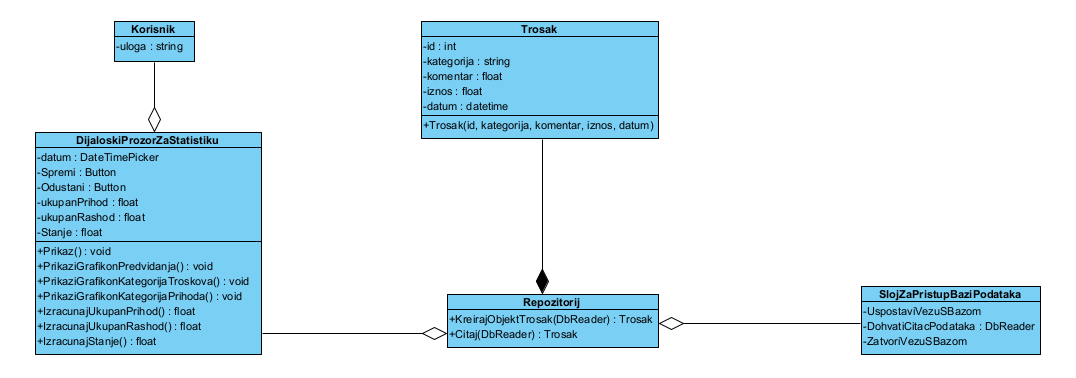 Korisnik
-uloga : string
Trosak
-id : int
-kategorija : string
-komentar : float
-iznos : float
-datum : datetime
+Trosak(id, kategorija, komentar, iznos, datum)
DijaloskiProzorZaStatistiku
-datum : DateTimePicker
-Spremi : Button
-Odustani : Button
-ukupanPrihod : float
-ukupanRashod : float
-Stanje : float
+Prikaz() : void
+PrikaziGrafikonPredvidanja() : void
+PrikaziGrafikonKategorijaTroskova() : void
+PrikaziGrafikonKategorijaPrihoda() : void
+IzracunajUkupanPrihod() : float
+IzracunajUkupanRashod() : float
+IzracunajStanje() : float
Repozitorij
+KreirajObjektTrosak(DbReader) : Trosak
+Citaj(DbReader) : Trosak
SlojZaPristupBaziPodataka
-UspostaviVezuSBazom
-DohvatiCitacPodataka : DbReader
-ZatvoriVezuSBazom